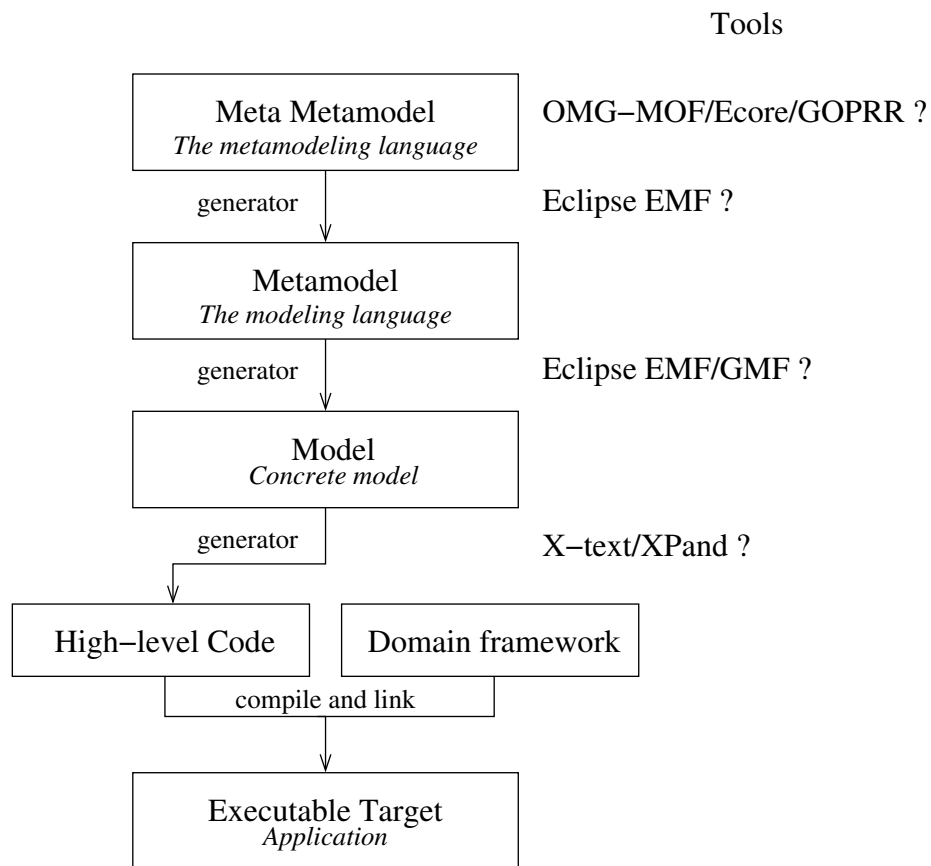 Tools
Meta Metamodel
The metamodeling language
OMG−MOF/Ecore/GOPRR ?
generator
Eclipse EMF ?
Metamodel
The modeling language
generator
Eclipse EMF/GMF ?
Model
Concrete model
generator
X−text/XPand ?
High−level Code
Domain framework
compile and link
Executable Target
Application